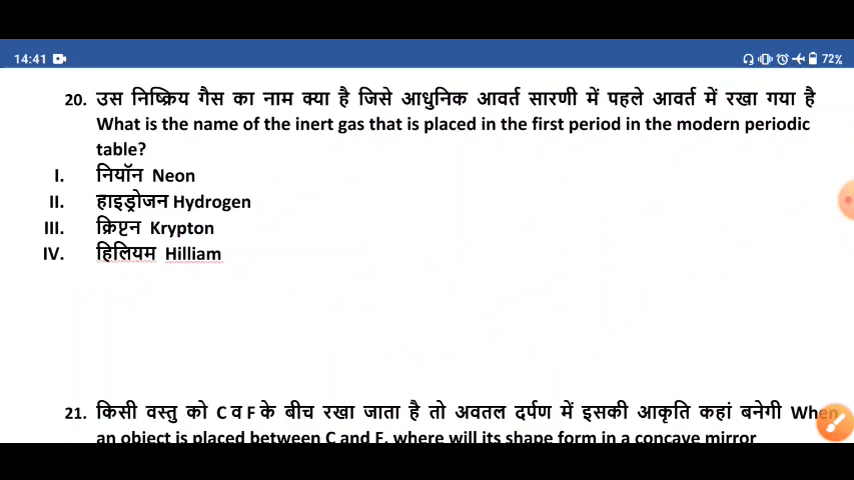 14:41
72%
20. उस निष्क्रिय गैस का नाम क्या है जिसे आधुनिक आवर्त सारणी में पहले आवर्त में रखा गया है
What is the name of the inert gas that is placed in the first period in the modern periodic
table?
I. नियॉन Neon
II. हाइड्रोजन Hydrogen
III. क्रिप्टन Krypton
IV. हिलियम Hilliam
21. किसी वस्तु को C व F के बीच रखा जाता है तो अवतल दर्पण में इसकी आकृति कहां बनेगी When
an object is placed between C and F, where will its shape form in a concave mirror